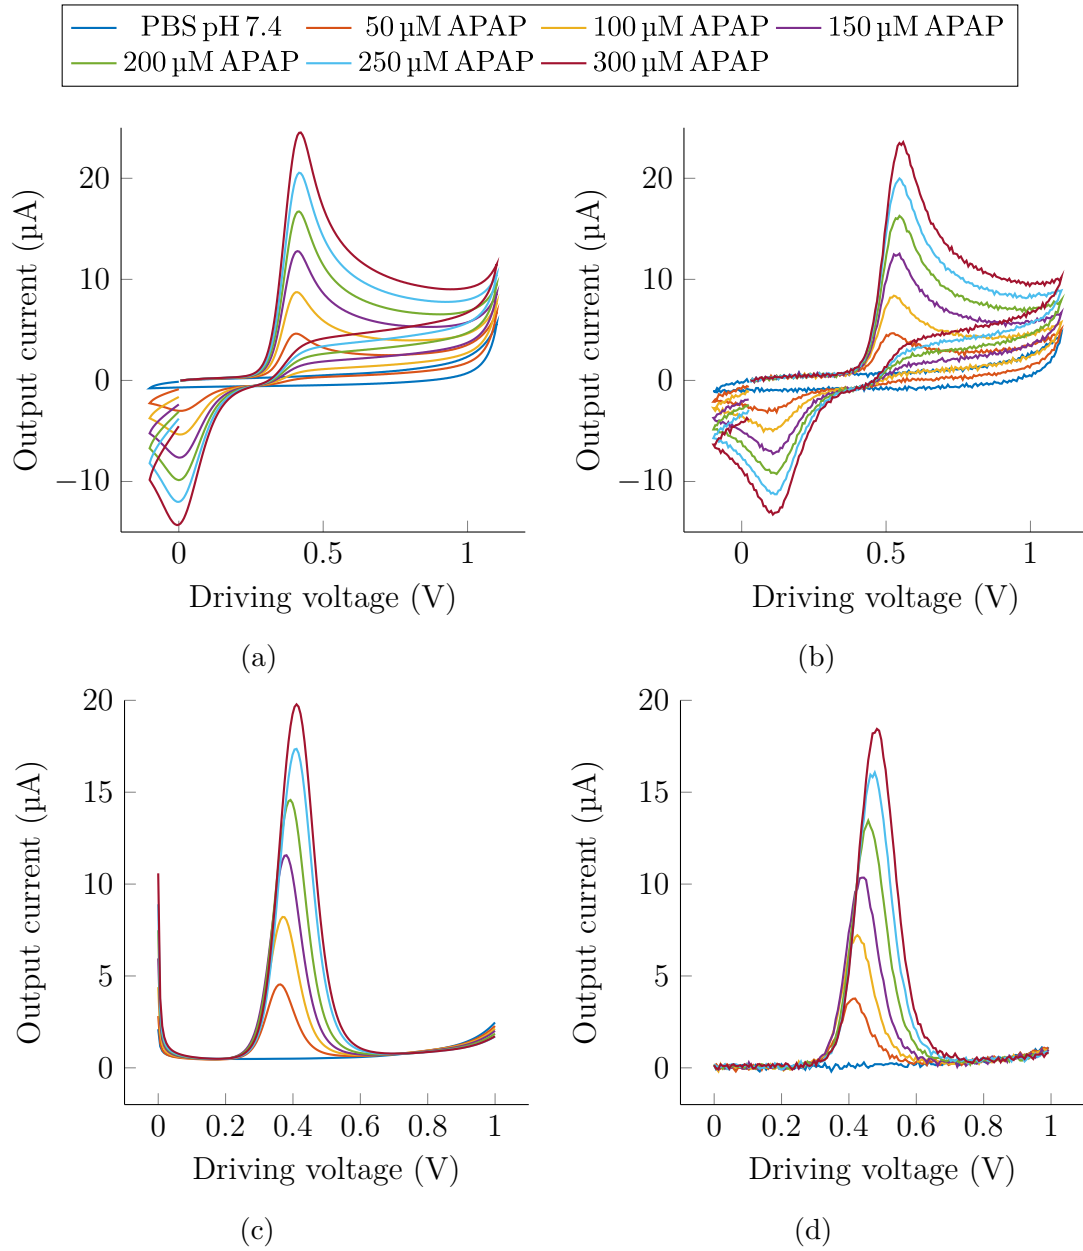 PBS pH 7.4 50 µM APAP 100 µM APAP 150 µM APAP
200 µM APAP 250 µM APAP 300 µM APAP
20
10
0
−10
0 0.5 1
Output current (µA)
Driving voltage (V)
(a)
20
10
0
−10
0 0.5 1
Output current (µA)
Driving voltage (V)
(b)
20
15
10
5
0
0 0.2 0.4 0.6 0.8 1
Output current (µA)
Driving voltage (V)
(c)
20
15
10
5
0
0 0.2 0.4 0.6 0.8 1
Output current (µA)
Driving voltage (V)
(d)